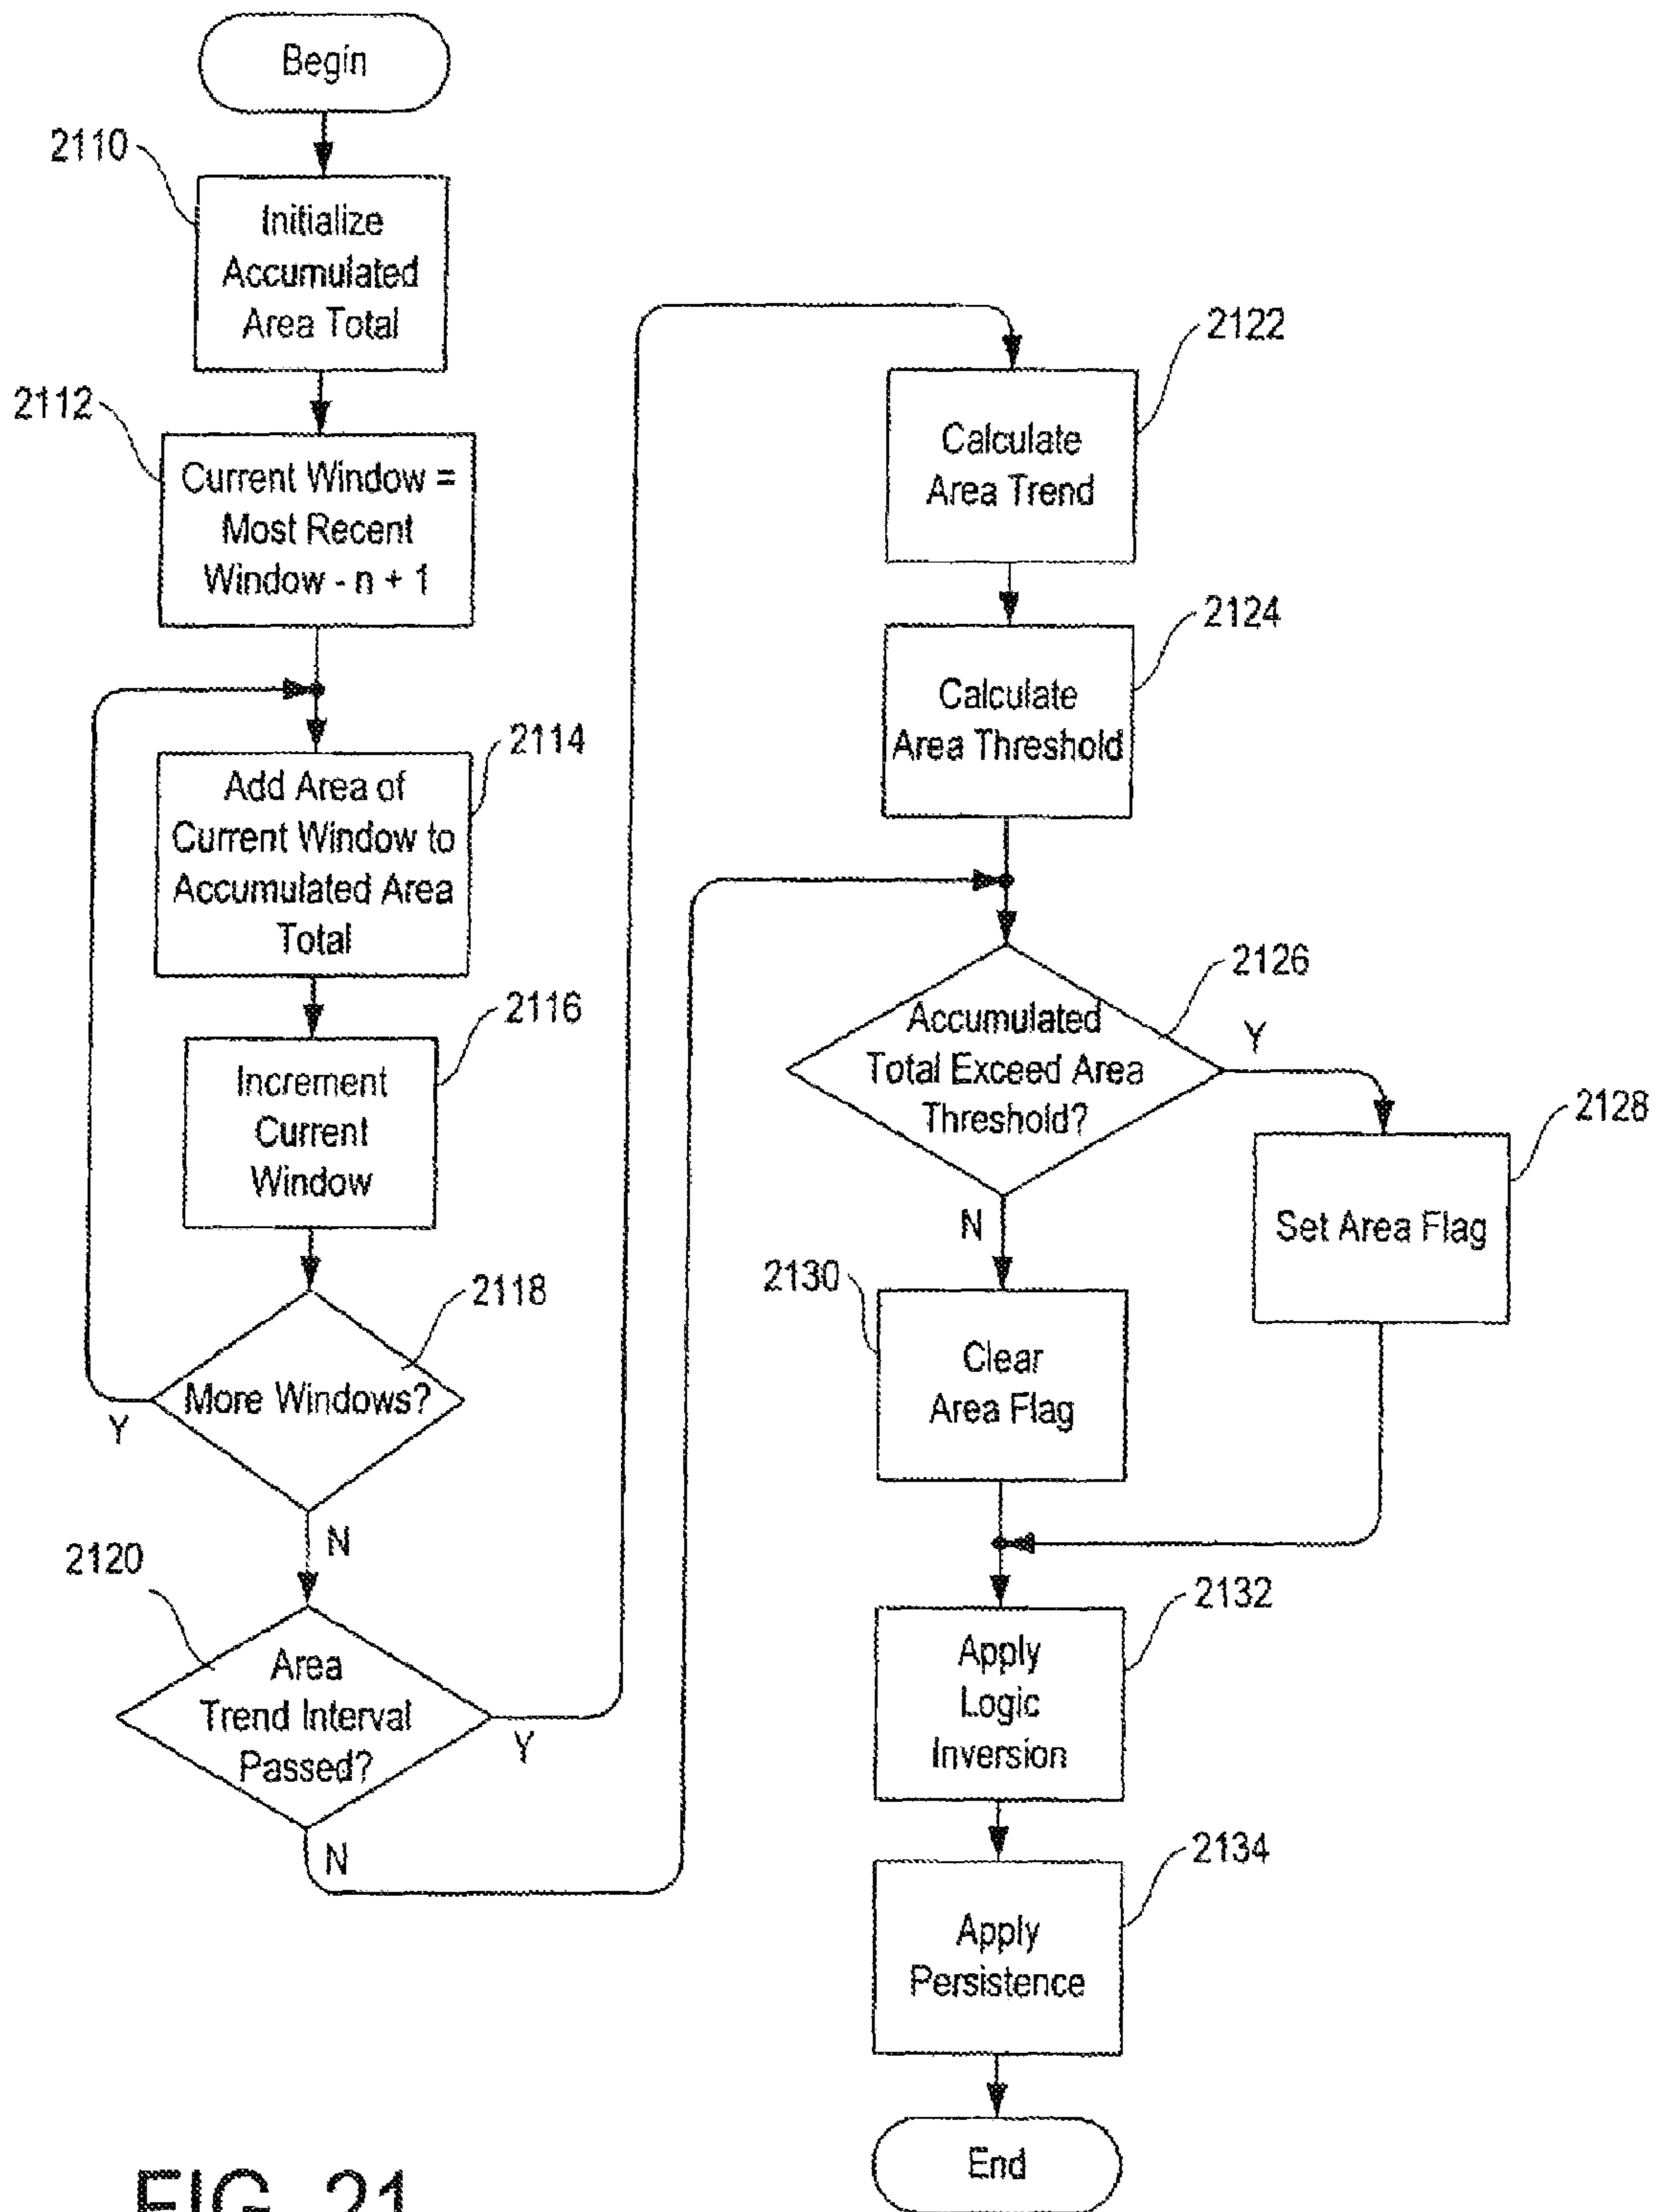 Begin
2110
Initialize
Accumulated
Area Total
2112
Current Window =
Most Recent
Window - n + 1
2114
Add Area of
Current Window to
Accumulated Area
Total
2116
Increment
Current
Window
2118
More Windows?
Y
N
2120
Area
Trend Interval
Passed?
Y
N
2122
Calculate
Area Trend
2124
Calculate
Area Threshold
2126
Accumulated
Total Exceed Area
Threshold?
Y
N
2128
Set Area Flag
2130
Clear
Area Flag
2132
Apply
Logic
Inversion
2134
Apply
Persistence
End
FIG. 21